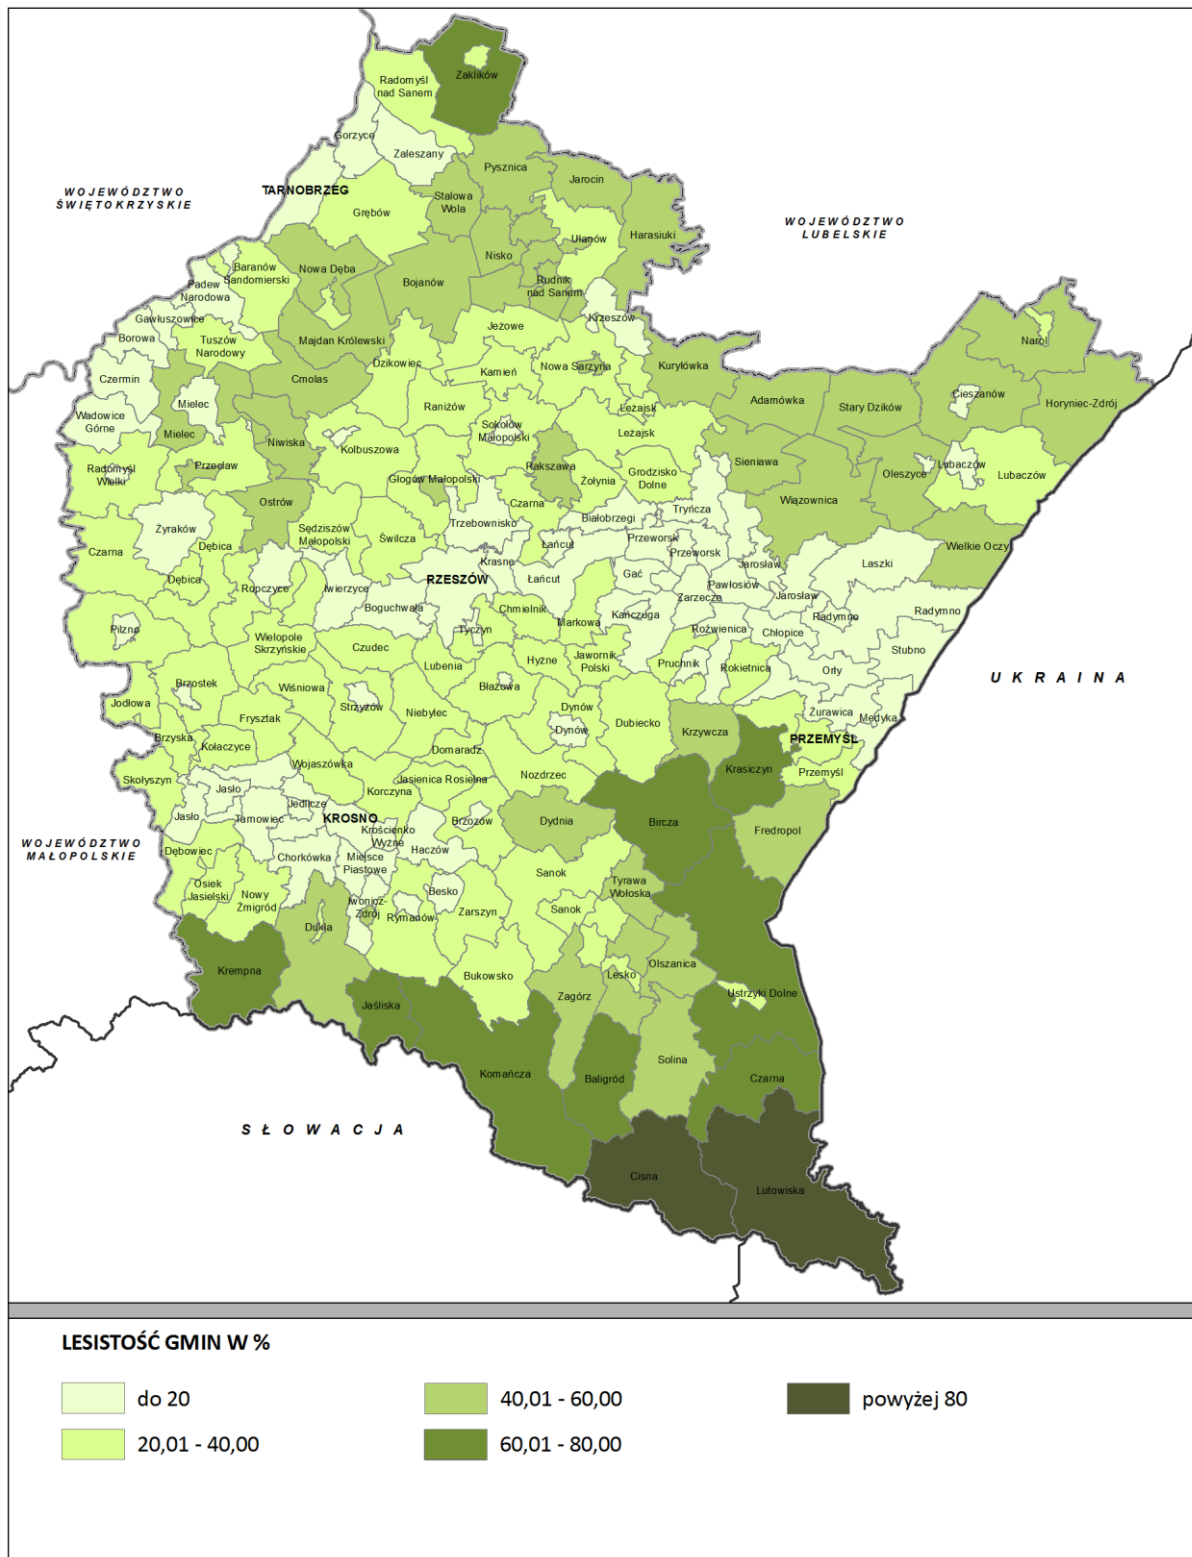 Zaklików
Radomyśl
nad Sanem
Gorzyce
Zaleszany
Pysznica
Jarocin
TARNOBRZEG
WOJEWÓDZTWO
ŚWIĘTOKRZYSKIE
Stalowa
Wola
Grębów
WOJEWÓDZTWO
LUBELSKIE
Ulanów
Harasiuki
Nisko
Baranów
Sandomierski
Nowa Dęba
Bojanów
Rudnik
nad Sanem
Padew
Narodowa
Gawłuszowice
Krzeszów
Jeżowe
Borowa
Tuszów
Narodowy
Majdan Królewski
Narol
Dzikowiec
Kamień
Nowa Sarzyna
Kuryłówka
Czermin
Cmolas
Cieszanów
Mielec
Raniżów
Leżajsk
Adamówka
Stary Dzików
Horyniec-Zdrój
Wadowice
Górne
Sokołów
Małopolski
Mielec
Niwiska
Kolbuszowa
Leżajsk
Radomyśl
Wielki
Przecław
Rakszawa
Sieniawa
Lubaczów
Głogów Małopolski
Żołynia
Grodzisko
Dolne
Oleszyce
Lubaczów
Ostrów
Czarna
Wiązownica
Żyraków
Sędziszów
Małopolski
Świlcza
Trzebownisko
Białobrzegi
Tryńcza
Czarna
Dębica
Łańcut
Przeworsk
Przeworsk
Wielkie Oczy
Krasne
Jarosław
Laszki
Dębica
Ropczyce
Iwierzyce
RZESZÓW
Łańcut
Gać
Pawłosiów
Zarzecze
Jarosław
Boguchwała
Chmielnik
Markowa
Kańczuga
Radymno
Radymno
Pilzno
Tyczyn
Roźwienica
Chłopice
Wielopole
Skrzyńskie
Czudec
Stubno
Lubenia
Hyżne
Jawornik
Polski
Pruchnik
Rokietnica
Orły
UKRAINA
Brzostek
Wiśniowa
Błażowa
Jodłowa
Strzyżów
Niebylec
Dynów
Dynów
Dubiecko
Żurawica
Medyka
Frysztak
Krzywcza
Brzyska
Kołaczyce
Domaradz
PRZEMYŚL
Wojaszówka
Krasiczyn
Przemyśl
Skołyszyn
Jasienica Rosielna
Nozdrzec
Jasło
Korczyna
Jedlicze
Jasło
Tarnowiec
KROSNO
Brzozów
Dydnia
Bircza
Krościenko
Wyżne
Fredropol
WOJEWÓDZTWO
MAŁOPOLSKIE
Dębowiec
Chorkówka
Miejsce
Piastowe
Haczów
Sanok
Osiek
Jasielski
Nowy
Żmigród
Besko
Tyrawa
Wołoska
Iwonicz-
Zdrój
Rymanów
Zarszyn
Sanok
Dukla
Krempna
Bukowsko
Lesko
Olszanica
Jaśliska
Zagórz
Ustrzyki Dolne
Solina
Komańcza
Baligród
Czarna
SŁOWACJA
Cisna
Lutowiska
LESISTOŚĆ GMIN W %
do 20
40,01 - 60,00
powyżej 80
20,01 - 40,00
60,01 - 80,00